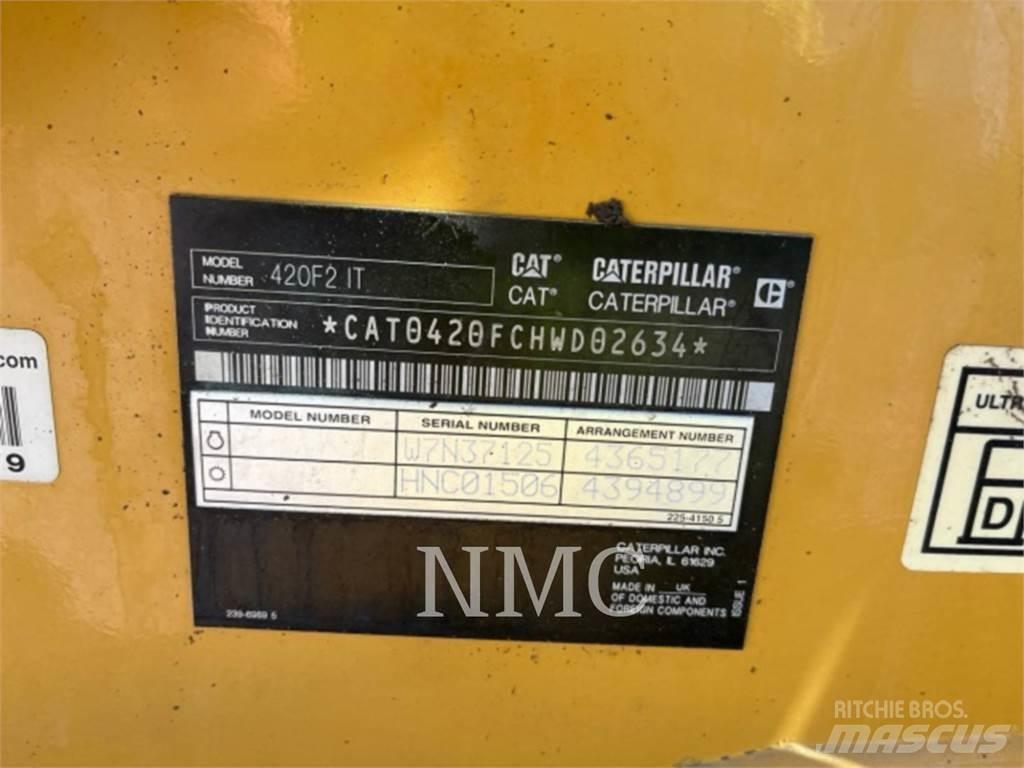 MODEL NUMBER 420F2 IT
CAT® CATERPILLAR®
CAT® CATERPILLAR®
PRODUCT IDENTIFICATION NUMBER *CAT0420FCHWD02634*
MODEL NUMBER SERIAL NUMBER ARRANGEMENT NUMBER
W7N37125 4365177
HNC01506 4394899
225-4150 5
CATERPILLAR INC.
PEORIA, IL 61629
USA
MADE IN UK
OF DOMESTIC AND
FOREIGN COMPONENTS
ISSUE 1
239-6969 5
.com
9
ULTR
D
NMC
RITCHIE BROS.
MASCUS